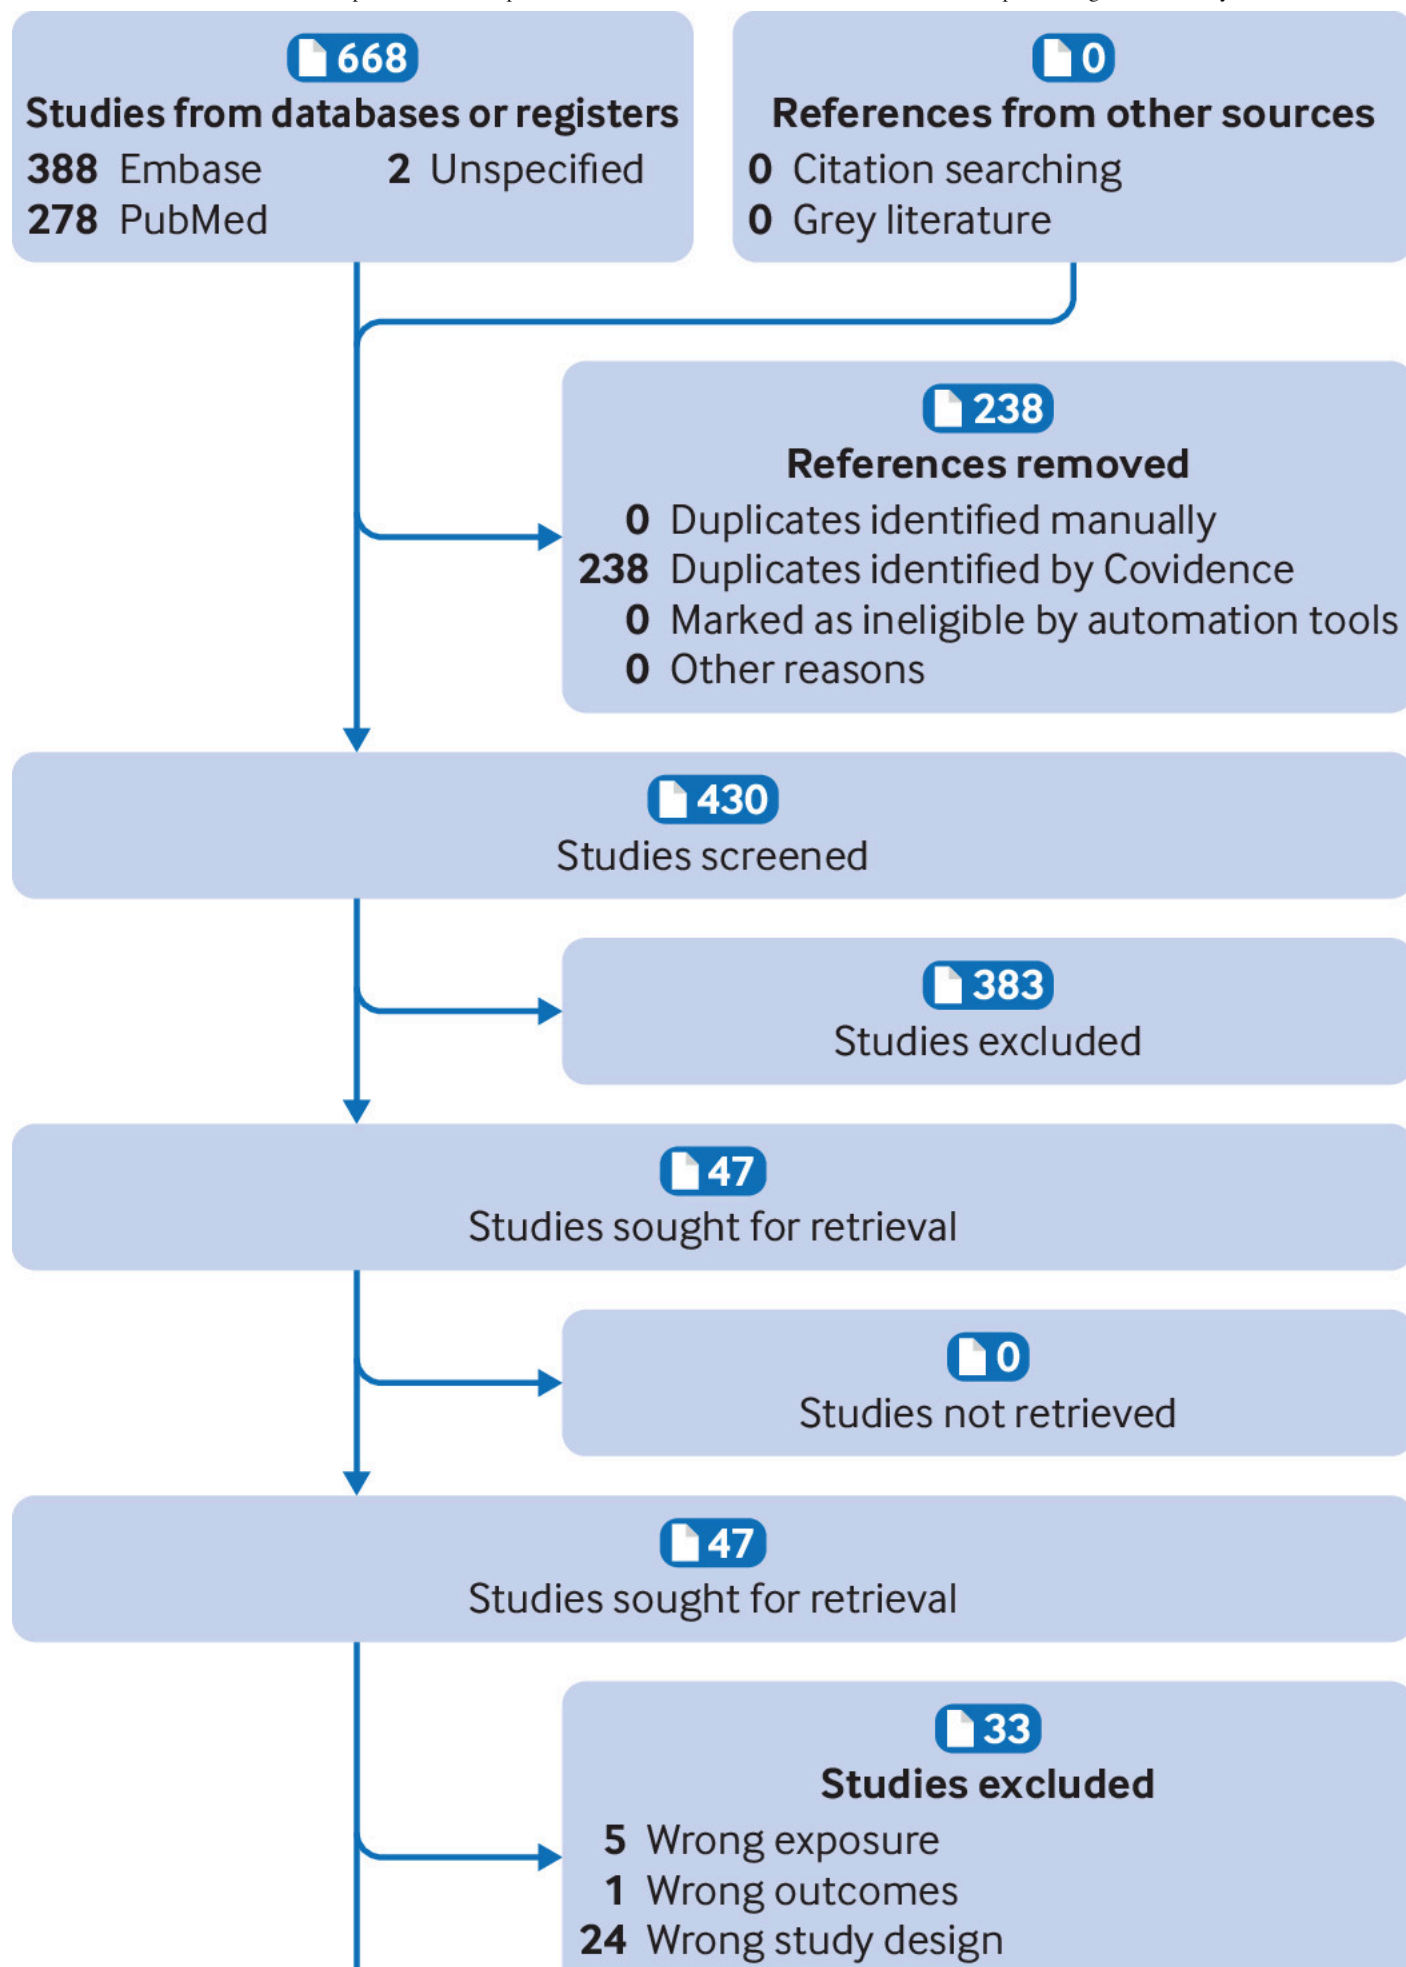 668
Studies from databases or registers
388 Embase 2 Unspecified
278 PubMed
0
References from other sources
0 Citation searching
0 Grey literature
238
References removed
0 Duplicates identified manually
238 Duplicates identified by Covidence
0 Marked as ineligible by automation tools
0 Other reasons
430
Studies screened
383
Studies excluded
47
Studies sought for retrieval
0
Studies not retrieved
47
Studies sought for retrieval
33
Studies excluded
5 Wrong exposure
1 Wrong outcomes
24 Wrong study design